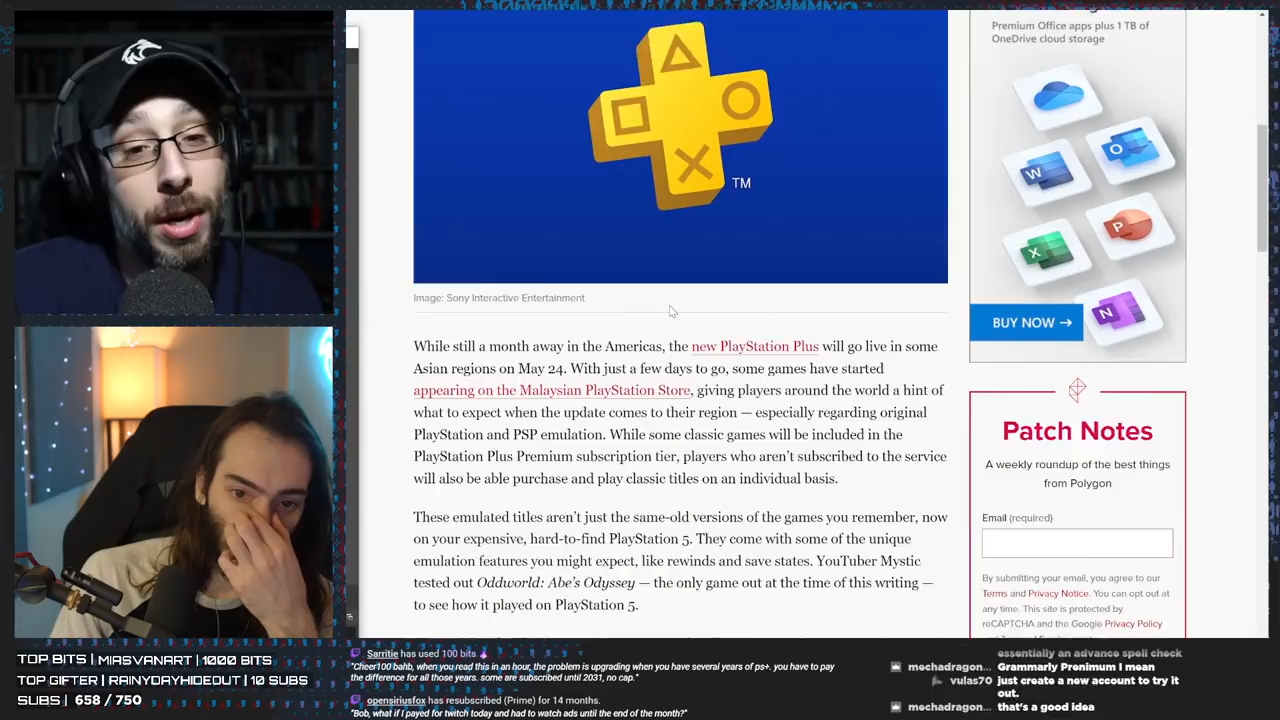 TM
Image: Sony Interactive Entertainment
While still a month away in the Americas, the new PlayStation Plus will go live in some
Asian regions on May 24. With just a few days to go, some games have started
appearing on the Malaysian PlayStation Store, giving players around the world a hint of
what to expect when the update comes to their region — especially regarding original
PlayStation and PSP emulation. While some classic games will be included in the
PlayStation Plus Premium subscription tier, players who aren't subscribed to the service
will also be able purchase and play classic titles on an individual basis.
These emulated titles aren't just the same-old versions of the games you remember, now
on your expensive, hard-to-find PlayStation 5. They come with some of the unique
emulation features you might expect, like rewinds and save states. YouTuber Mystic
tested out Oddworld: Abe's Odyssey — the only game out at the time of this writing —
to see how it played on PlayStation 5.
Premium Office apps plus 1 TB of
OneDrive cloud storage
O
W
P
X
N
BUY NOW →
Patch Notes
A weekly roundup of the best things
from Polygon
Email (required)
By submitting your email, you agree to our
Terms and Privacy Notice. You can opt out at
any time. This site is protected by
reCAPTCHA and the Google Privacy Policy
TOP BITS | MIASVANART | 1000 BITS
TOP GIFTER | RAINYDAYHIDEOUT | 10 SUBS
SUBS | 658 / 750
Sarritie has used 100 bits
"Cheer100 bahb, when you read this in an hour, the problem is upgrading when you have several years of ps+. you have to pay
the difference for all those years. some are subscribed until 2031, no cap."
opensiriusfox has resubscribed (Prime) for 14 months.
"Bob, what if I payed for twitch today and had to watch ads until the end of the month?"
essentially an advance spell check
mechadragon... Grammarly Prenimum I mean
vulas70 just create a new account to try it
out.
mechadragon... that's a good idea